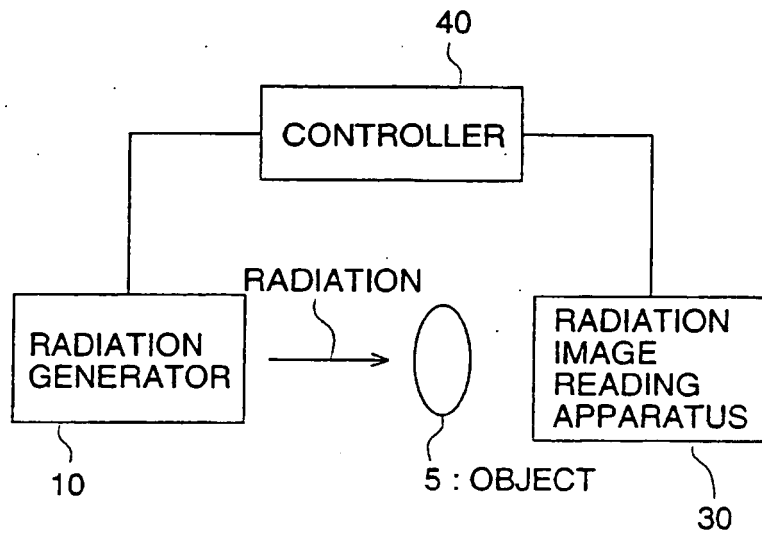 40
CONTROLLER
RADIATION
RADIATION
GENERATOR
RADIATION
IMAGE
READING
APPARATUS
10
5 : OBJECT
30